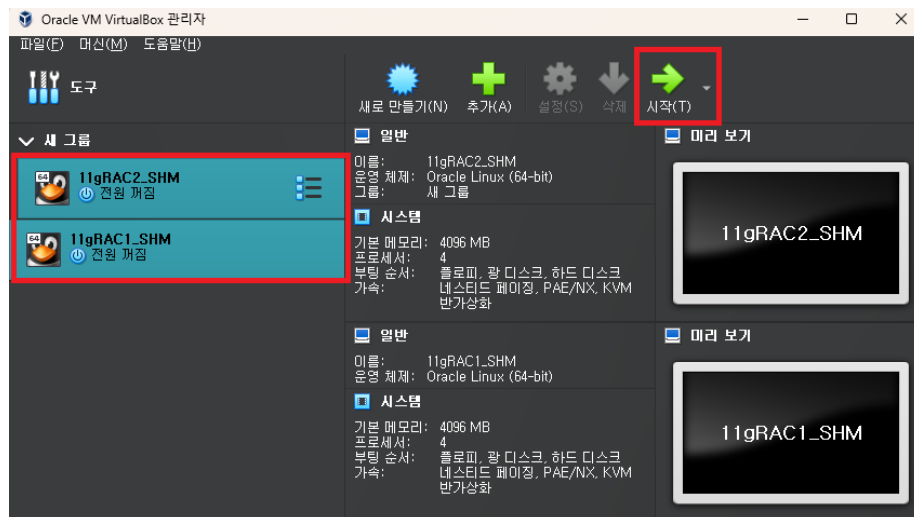 Oracle VM VirtualBox 관리자
파일(F) 머신(M) 도움말(H)
도구
새로 만들기(N) 추가(A) 설정(S) 삭제 시작(T)
새 그룹
64 11gRAC2_SHM
전원 꺼짐
64 11gRAC1_SHM
전원 꺼짐
일반
이름: 11gRAC2_SHM
운영 체제: Oracle Linux (64-bit)
그룹: 새 그룹
시스템
기본 메모리: 4096 MB
프로세서: 4
부팅 순서: 플로피, 광 디스크, 하드 디스크
가속: 네스티드 페이징, PAE/NX, KVM
반가상화
미리 보기
11gRAC2_SHM
일반
이름: 11gRAC1_SHM
운영 체제: Oracle Linux (64-bit)
시스템
기본 메모리: 4096 MB
프로세서: 4
부팅 순서: 플로피, 광 디스크, 하드 디스크
가속: 네스티드 페이징, PAE/NX, KVM
반가상화
미리 보기
11gRAC1_SHM